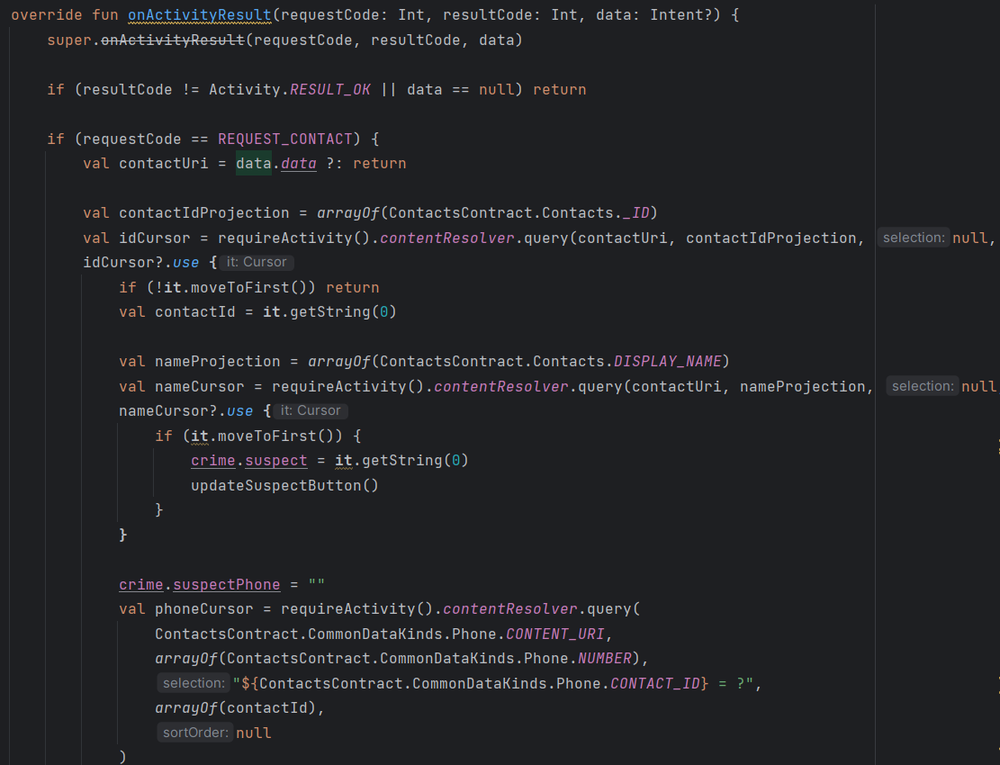 override fun onActivityResult(requestCode: Int, resultCode: Int, data: Intent?) {
    super.onActivityResult(requestCode, resultCode, data)

    if (resultCode != Activity.RESULT_OK || data == null) return

    if (requestCode == REQUEST_CONTACT) {
        val contactUri = data.data ?: return

        val contactIdProjection = arrayOf(ContactsContract.Contacts._ID)
        val idCursor = requireActivity().contentResolver.query(contactUri, contactIdProjection, selection: null,
        idCursor?.use { it: Cursor
            if (!it.moveToFirst()) return
            val contactId = it.getString(0)

            val nameProjection = arrayOf(ContactsContract.Contacts.DISPLAY_NAME)
            val nameCursor = requireActivity().contentResolver.query(contactUri, nameProjection, selection: null
            nameCursor?.use { it: Cursor
                if (it.moveToFirst()) {
                    crime.suspect = it.getString(0)
                    updateSuspectButton()
                }
            }

            crime.suspectPhone = ""
            val phoneCursor = requireActivity().contentResolver.query(
                ContactsContract.CommonDataKinds.Phone.CONTENT_URI,
                arrayOf(ContactsContract.CommonDataKinds.Phone.NUMBER),
                selection: "${ContactsContract.CommonDataKinds.Phone.CONTACT_ID} = ?",
                arrayOf(contactId),
                sortOrder: null
            )